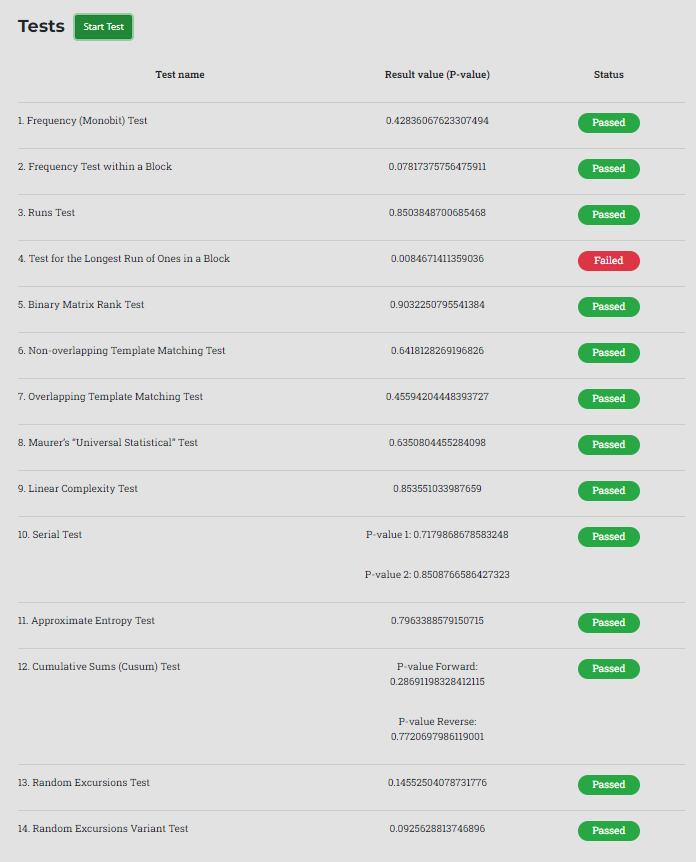 Tests Start Test
Test name Result value (P-value) Status
1. Frequency (Monobit) Test 0.42836067623307494 Passed
2. Frequency Test within a Block 0.07817375756475911 Passed
3. Runs Test 0.8503848700685468 Passed
4. Test for the Longest Run of Ones in a Block 0.0084671411359036 Failed
5. Binary Matrix Rank Test 0.9032250795541384 Passed
6. Non-overlapping Template Matching Test 0.6418128269196826 Passed
7. Overlapping Template Matching Test 0.45594204448393727 Passed
8. Maurer's “Universal Statistical” Test 0.6350804455284098 Passed
9. Linear Complexity Test 0.853551033987659 Passed
10. Serial Test P-value 1: 0.7179868678583248 Passed
P-value 2: 0.8508766586427323
11. Approximate Entropy Test 0.7963388579150715 Passed
12. Cumulative Sums (Cusum) Test P-value Forward: Passed
0.28691198328412115
P-value Reverse:
0.7720697986119001
13. Random Excursions Test 0.14552504078731776 Passed
14. Random Excursions Variant Test 0.0925628813746896 Passed